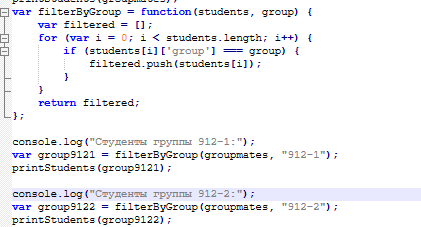 printStudents(groupmates);
var filterByGroup = function(students, group) {
var filtered = [];
for (var i = 0; i < students.length; i++) {
if (students[i]['group'] === group) {
filtered.push(students[i]);
}
}
return filtered;
};
console.log("Студенты группы 912-1:");
var group9121 = filterByGroup(groupmates, "912-1");
printStudents(group9121);
console.log("Студенты группы 912-2:");
var group9122 = filterByGroup(groupmates, "912-2");
printStudents(group9122);